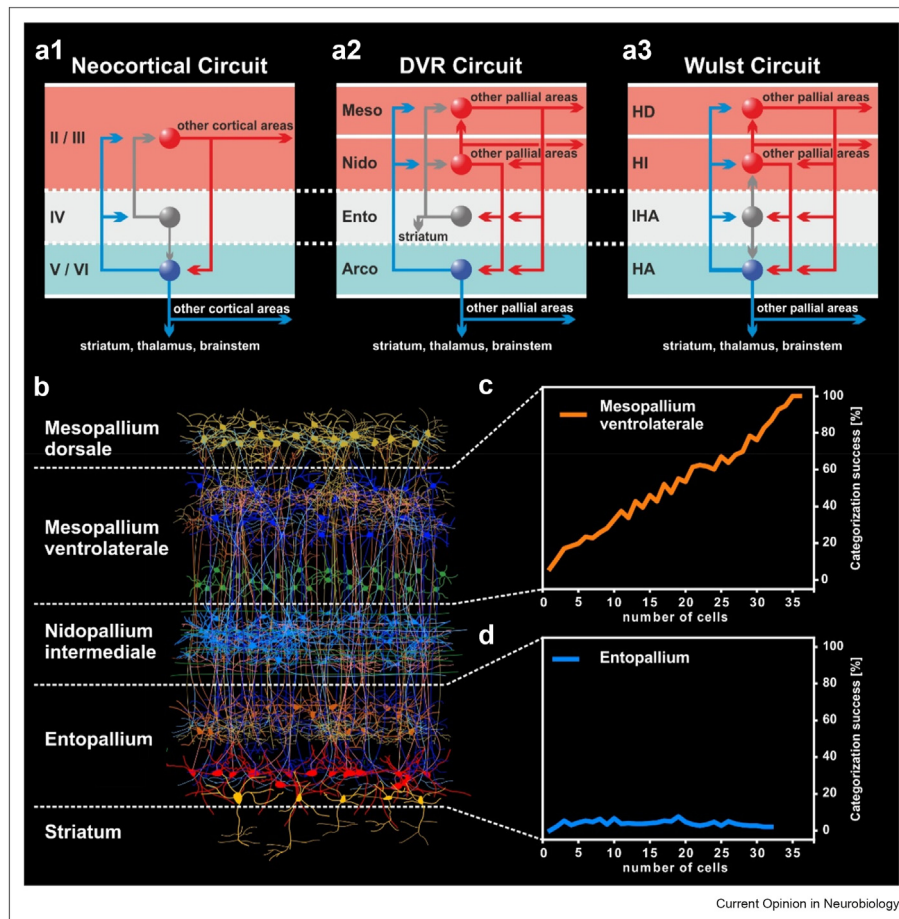 a1
Neocortical Circuit
II / III
other cortical areas
IV
V / VI
other cortical areas
striatum, thalamus, brainstem
a2
DVR Circuit
Meso
other pallial areas
Nido
other pallial areas
Ento
striatum
Arco
other pallial areas
striatum, thalamus, brainstem
a3
Wulst Circuit
HD
other pallial areas
HI
other pallial areas
IHA
HA
other pallial areas
striatum, thalamus, brainstem
b
Mesopallium
dorsale
Mesopallium
ventrolaterale
Nidopallium
intermediale
Entopallium
Striatum
c
Mesopallium
ventrolaterale
100
80
60
40
20
0
Categorization success [%]
0 5 10 15 20 25 30 35
number of cells
d
Entopallium
100
80
60
40
20
0
Categorization success [%]
0 5 10 15 20 25 30 35
number of cells
Current Opinion in Neurobiology